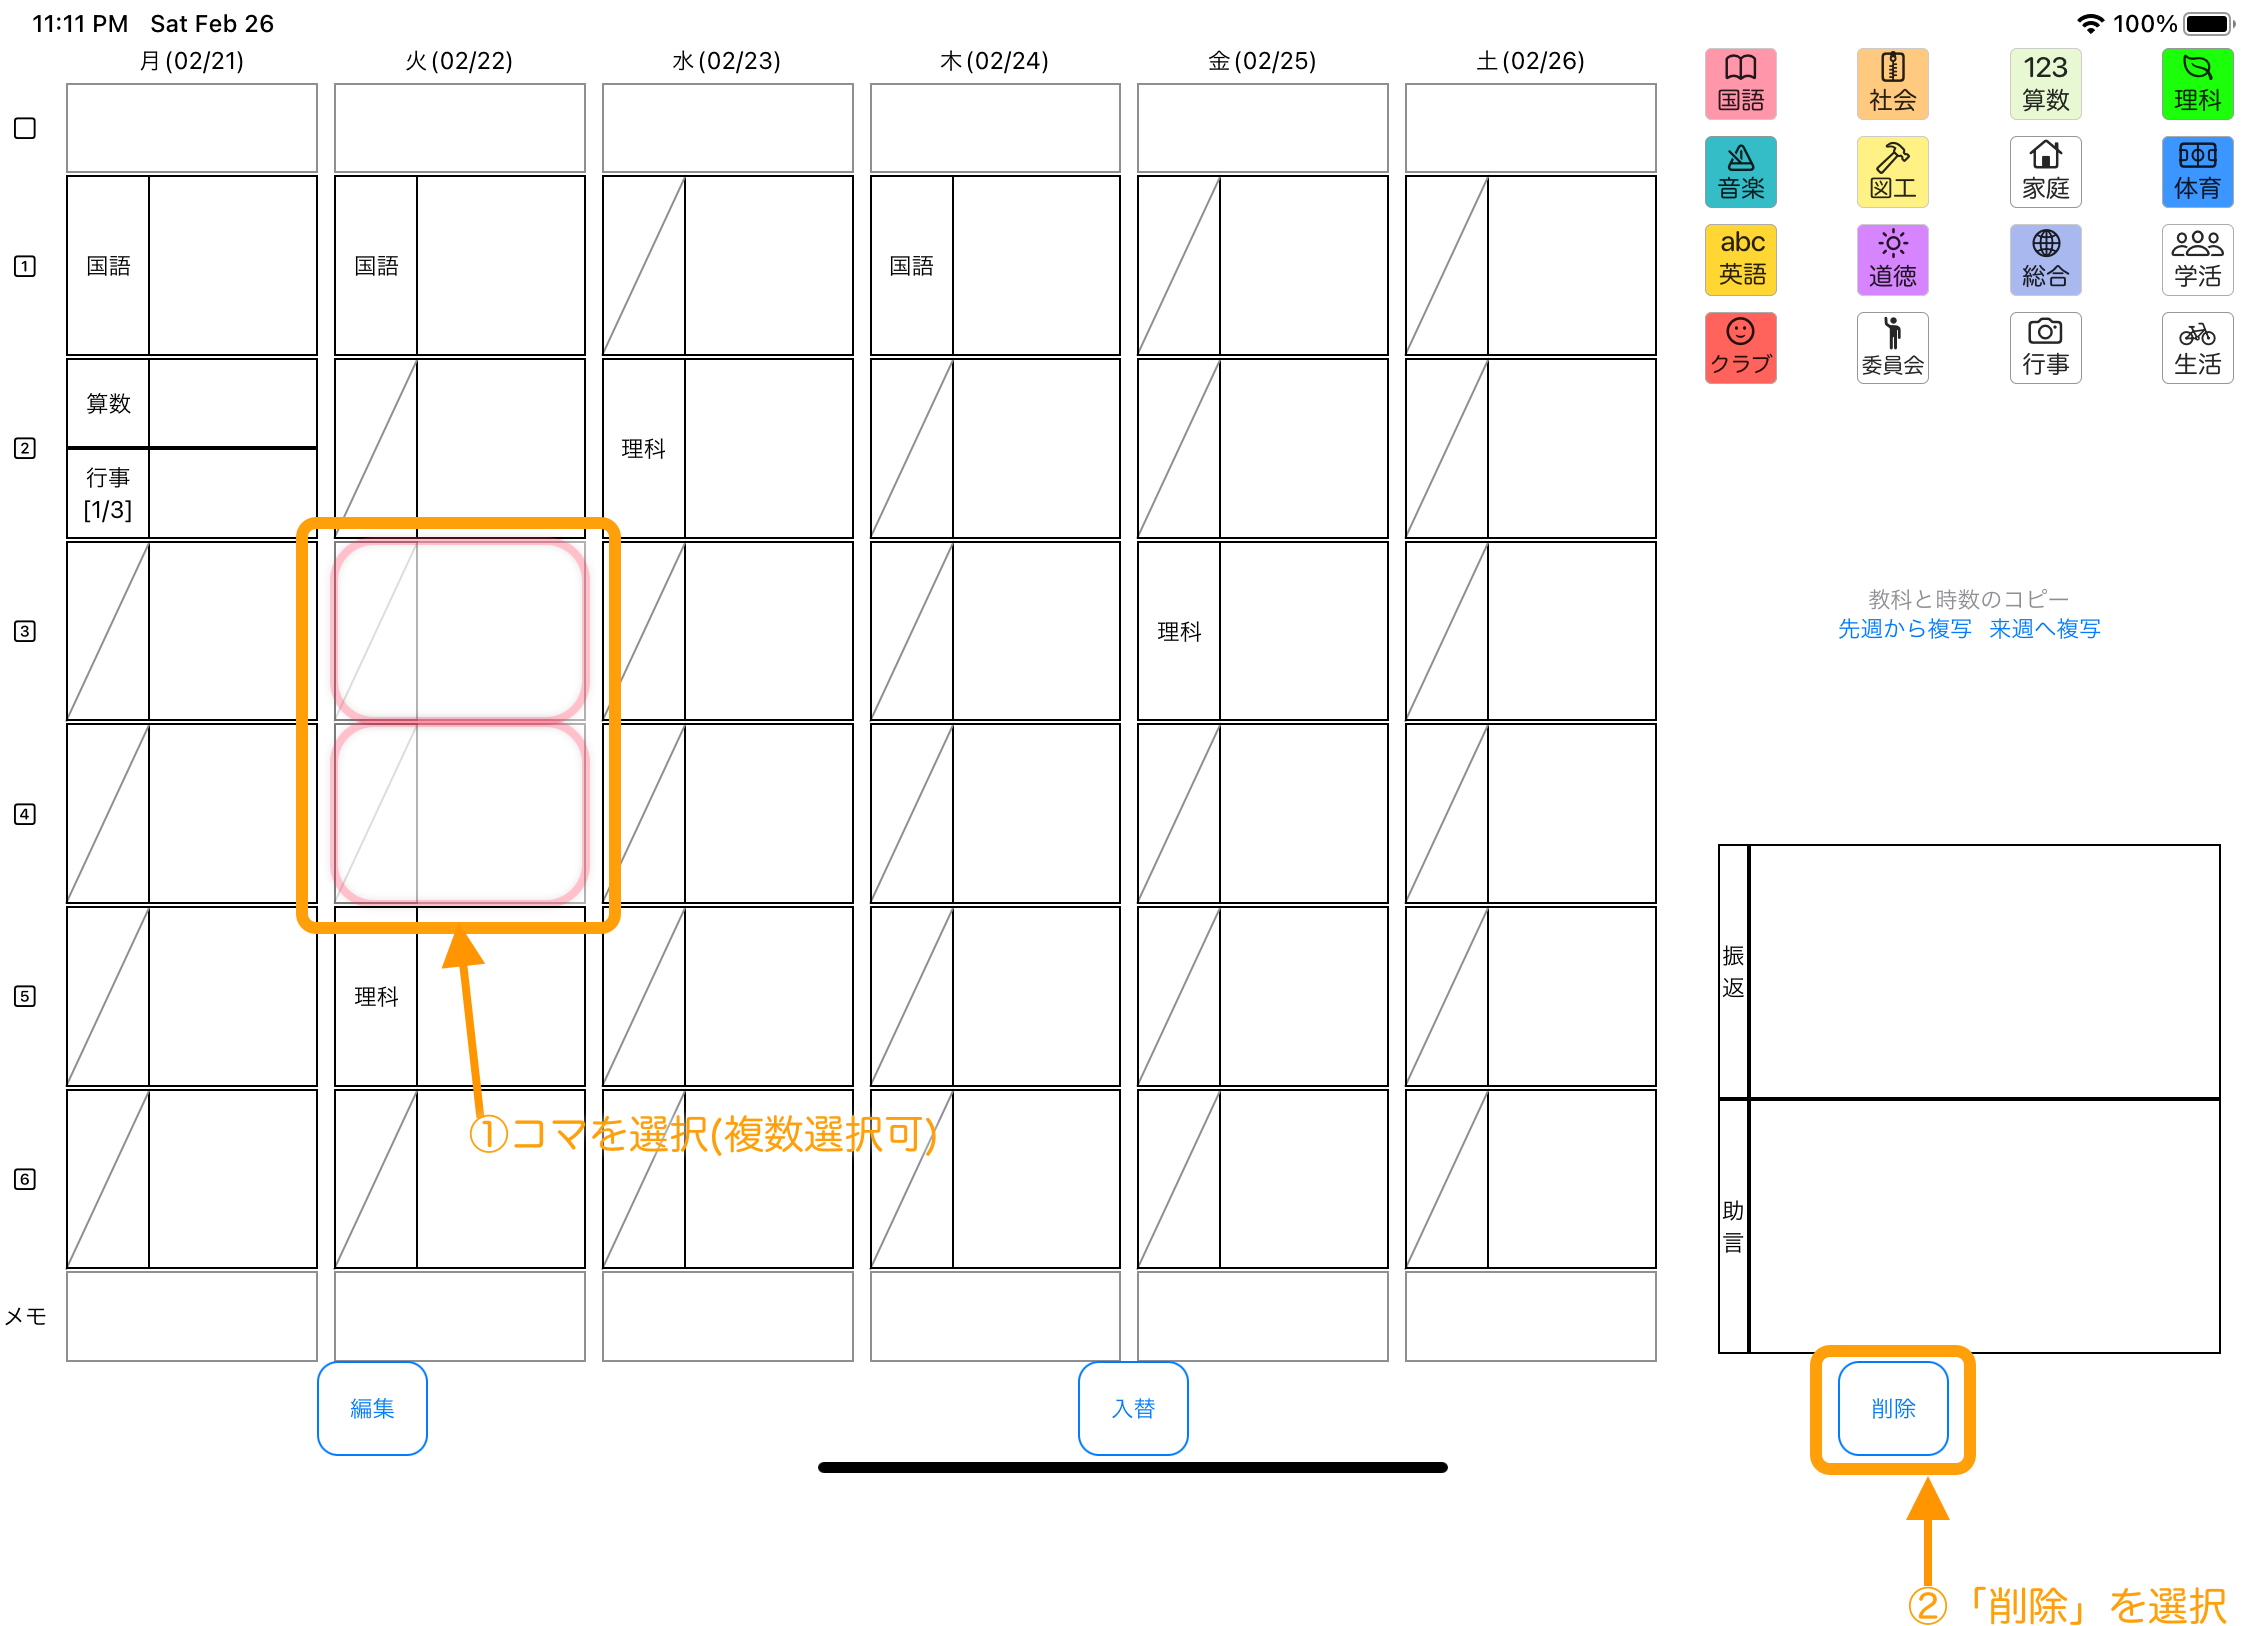 11:11 PM Sat Feb 26
100%
月(02/21) 火(02/22) 水(02/23) 木(02/24) 金(02/25) 土(02/26)
国語 社会 123 算数 理科
音楽 図工 家庭 体育
abc 英語 道徳 総合 学活
クラブ 委員会 行事 生活
1 国語 国語 国語
2 算数 理科
行事
[1/3]
3 理科
教科と時数のコピー
先週から複写 来週へ複写
4
5 理科
6
①コマを選択(複数選択可)
メモ
振返
助言
編集 入替 削除
②「削除」を選択